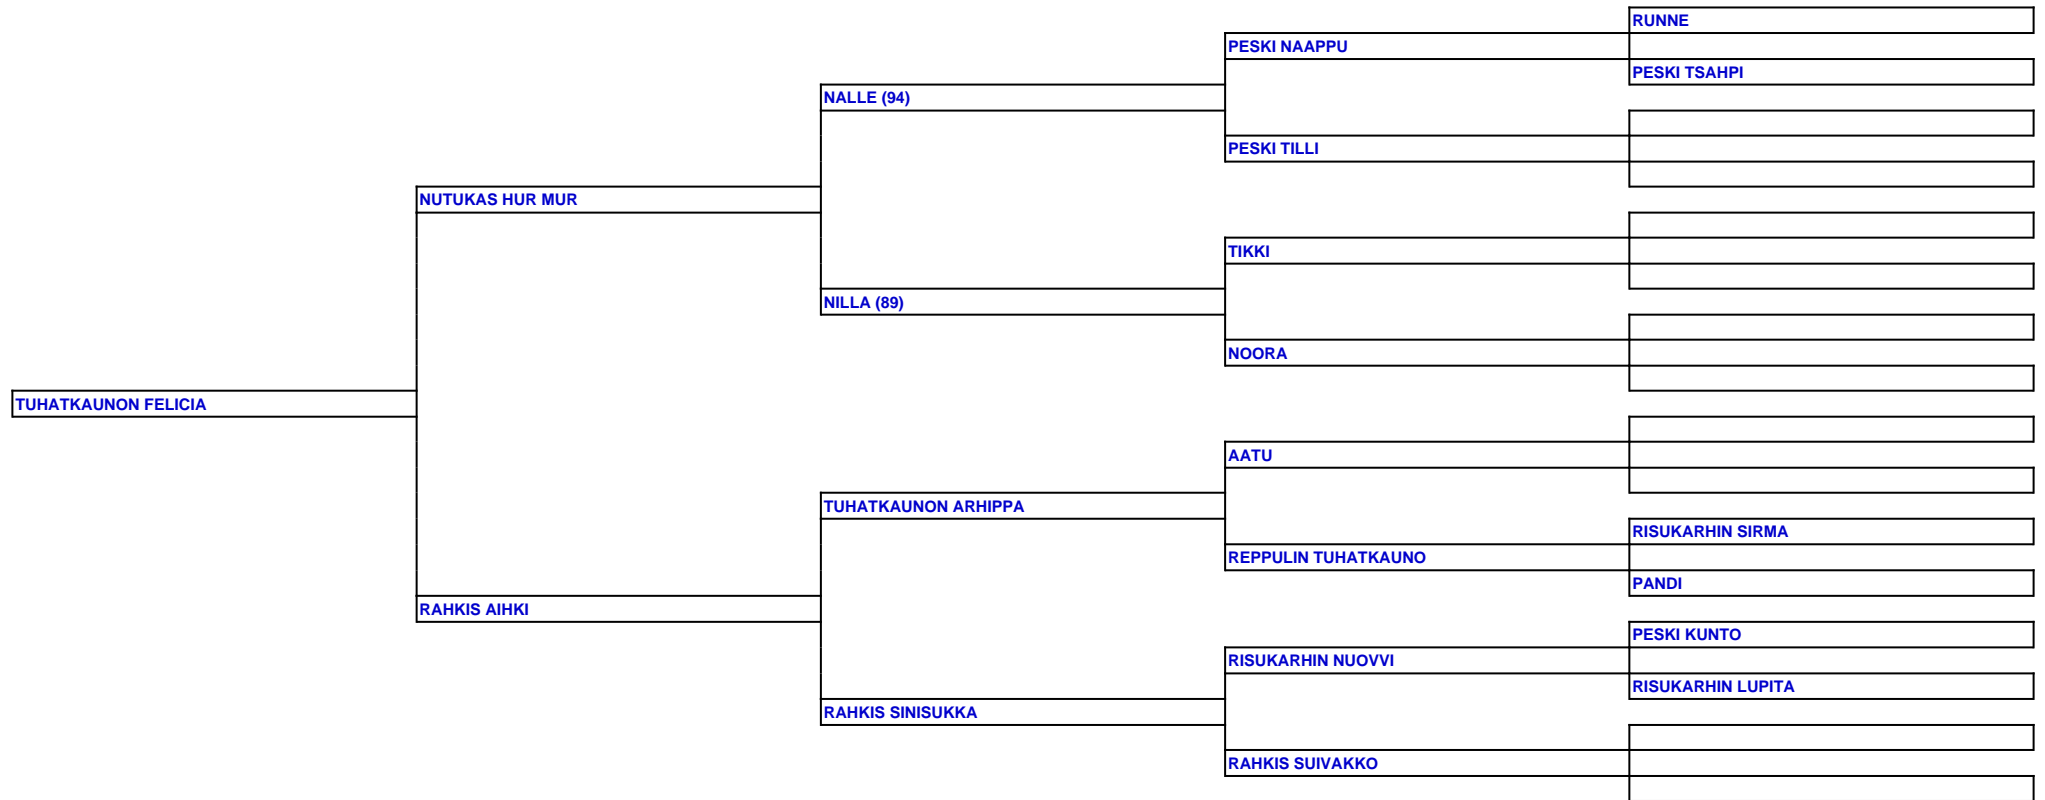 RUNNE
PESKI NAAPPU
PESKI TSAHPI
NALLE (94)
PESKI TILLI
NUTUKAS HUR MUR
TIKKI
NILLA (89)
NOORA
TUHATKAUNON FELICIA
AATU
TUHATKAUNON ARHIPPA
RISUKARHIN SIRMA
REPPULIN TUHATKAUNO
PANDI
RAHKIS AIHKI
PESKI KUNTO
RISUKARHIN NUOVVI
RISUKARHIN LUPITA
RAHKIS SINISUKKA
RAHKIS SUIVAKKO